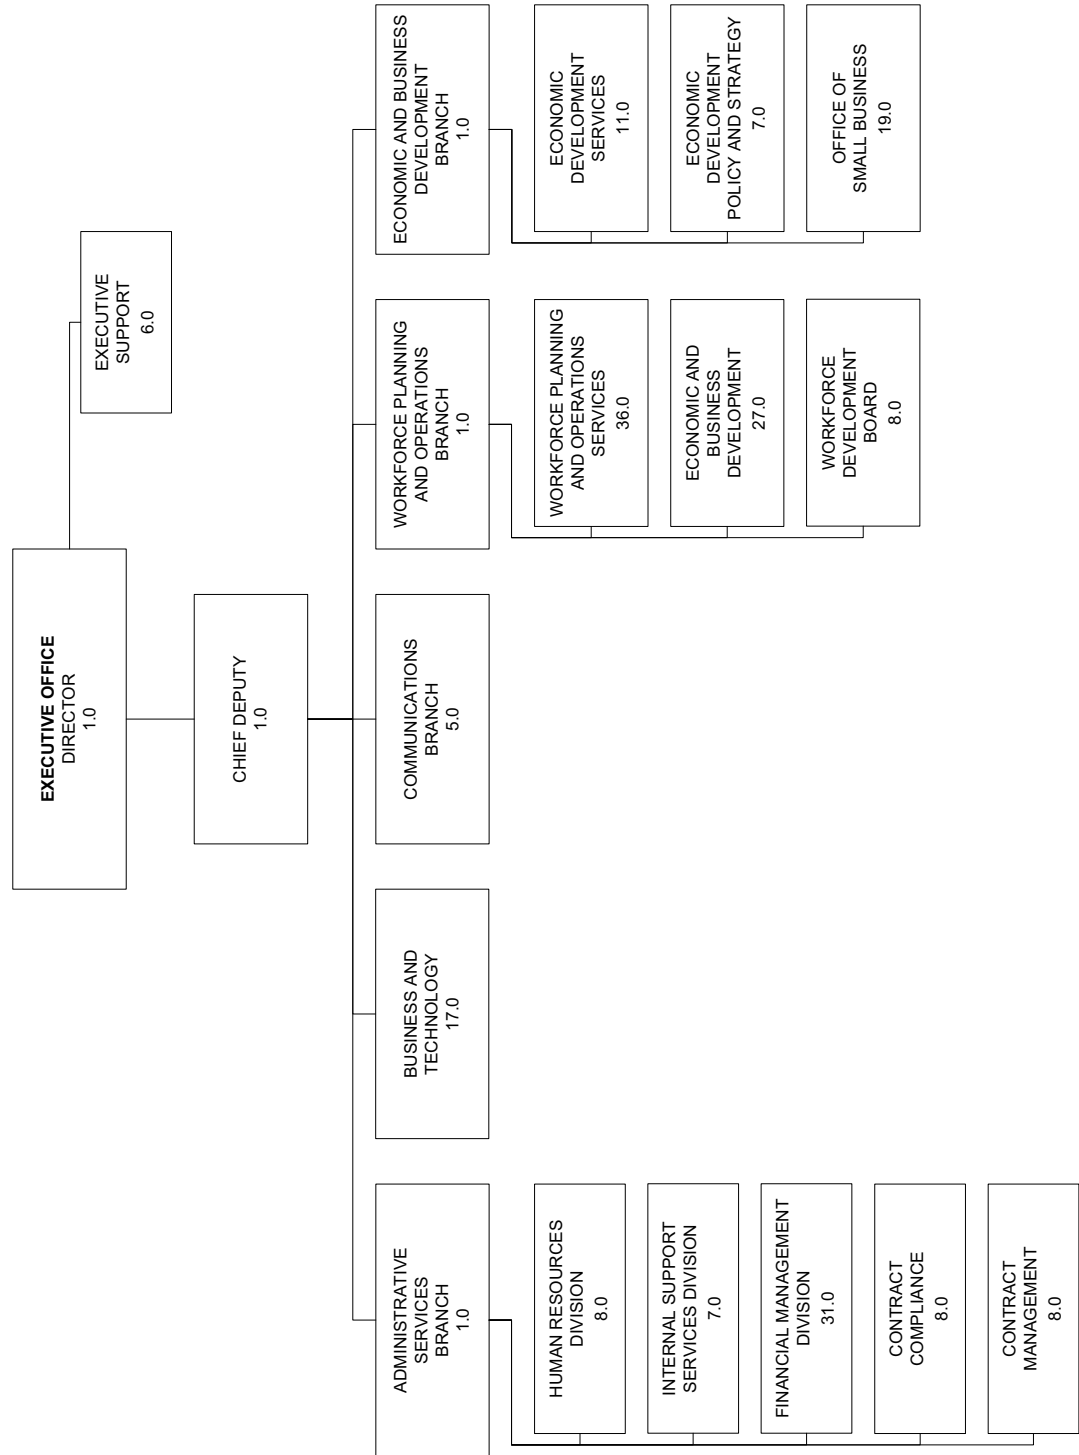 EXECUTIVE OFFICE
DIRECTOR
1.0
EXECUTIVE
SUPPORT
6.0
CHIEF DEPUTY
1.0
ADMINISTRATIVE
SERVICES
BRANCH
1.0
HUMAN RESOURCES
DIVISION
8.0
INTERNAL SUPPORT
SERVICES DIVISION
7.0
FINANCIAL MANAGEMENT
DIVISION
31.0
CONTRACT
COMPLIANCE
8.0
CONTRACT
MANAGEMENT
8.0
BUSINESS AND
TECHNOLOGY
17.0
COMMUNICATIONS
BRANCH
5.0
WORKFORCE PLANNING
AND OPERATIONS
BRANCH
1.0
WORKFORCE PLANNING
AND OPERATIONS
SERVICES
36.0
ECONOMIC AND
BUSINESS
DEVELOPMENT
27.0
WORKFORCE
DEVELOPMENT
BOARD
8.0
ECONOMIC AND BUSINESS
DEVELOPMENT
BRANCH
1.0
ECONOMIC
DEVELOPMENT
SERVICES
11.0
ECONOMIC
DEVELOPMENT
POLICY AND STRATEGY
7.0
OFFICE OF
SMALL BUSINESS
19.0